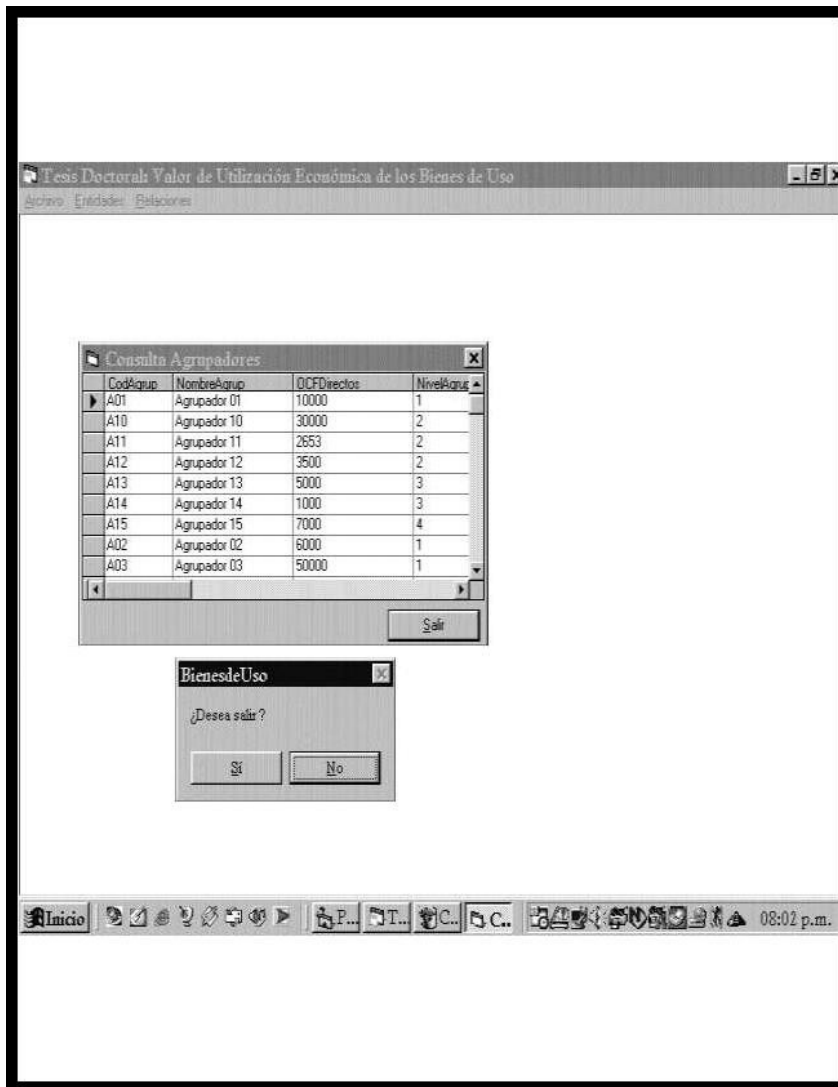 Tesis Doctoral: Valor de Utilización Económica de los Bienes de Uso
Archivo Entidades Relaciones
Consulta Agrupadores
CodAgrup NombreAgrup OCFDirectos NivelAgrup
A01 Agrupador 01 10000 1
A10 Agrupador 10 30000 2
A11 Agrupador 11 2653 2
A12 Agrupador 12 3500 2
A13 Agrupador 13 5000 3
A14 Agrupador 14 1000 3
A15 Agrupador 15 7000 4
A02 Agrupador 02 6000 1
A03 Agrupador 03 50000 1
Salir
BienesdeUso
¿Desea salir?
Sí No
Inicio P... T... C... C... 08:02 p.m.